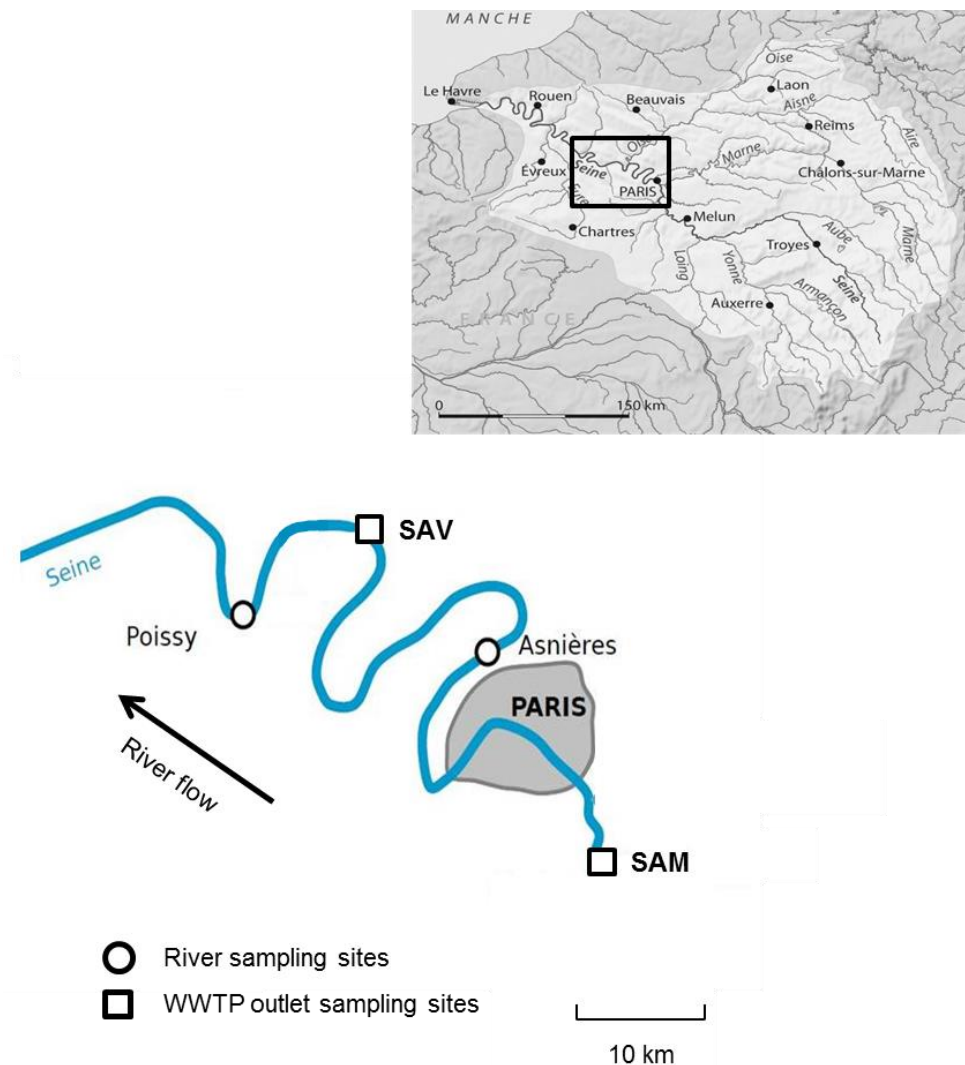 MANCHE
Oise
Le Havre
Rouen
Beauvais
Laon
Aisne
Reims
Aire
Oise
Marne
Évreux
Seine
PARIS
Châlons-sur-Marne
Eure
Melun
Chartres
Troyes
Aube
Marne
Loing
Yonne
Seine
Armançon
Auxerre
FRANCE
0 150 km
SAV
Seine
Poissy
Asnières
PARIS
River flow
SAM
River sampling sites
WWTP outlet sampling sites
10 km